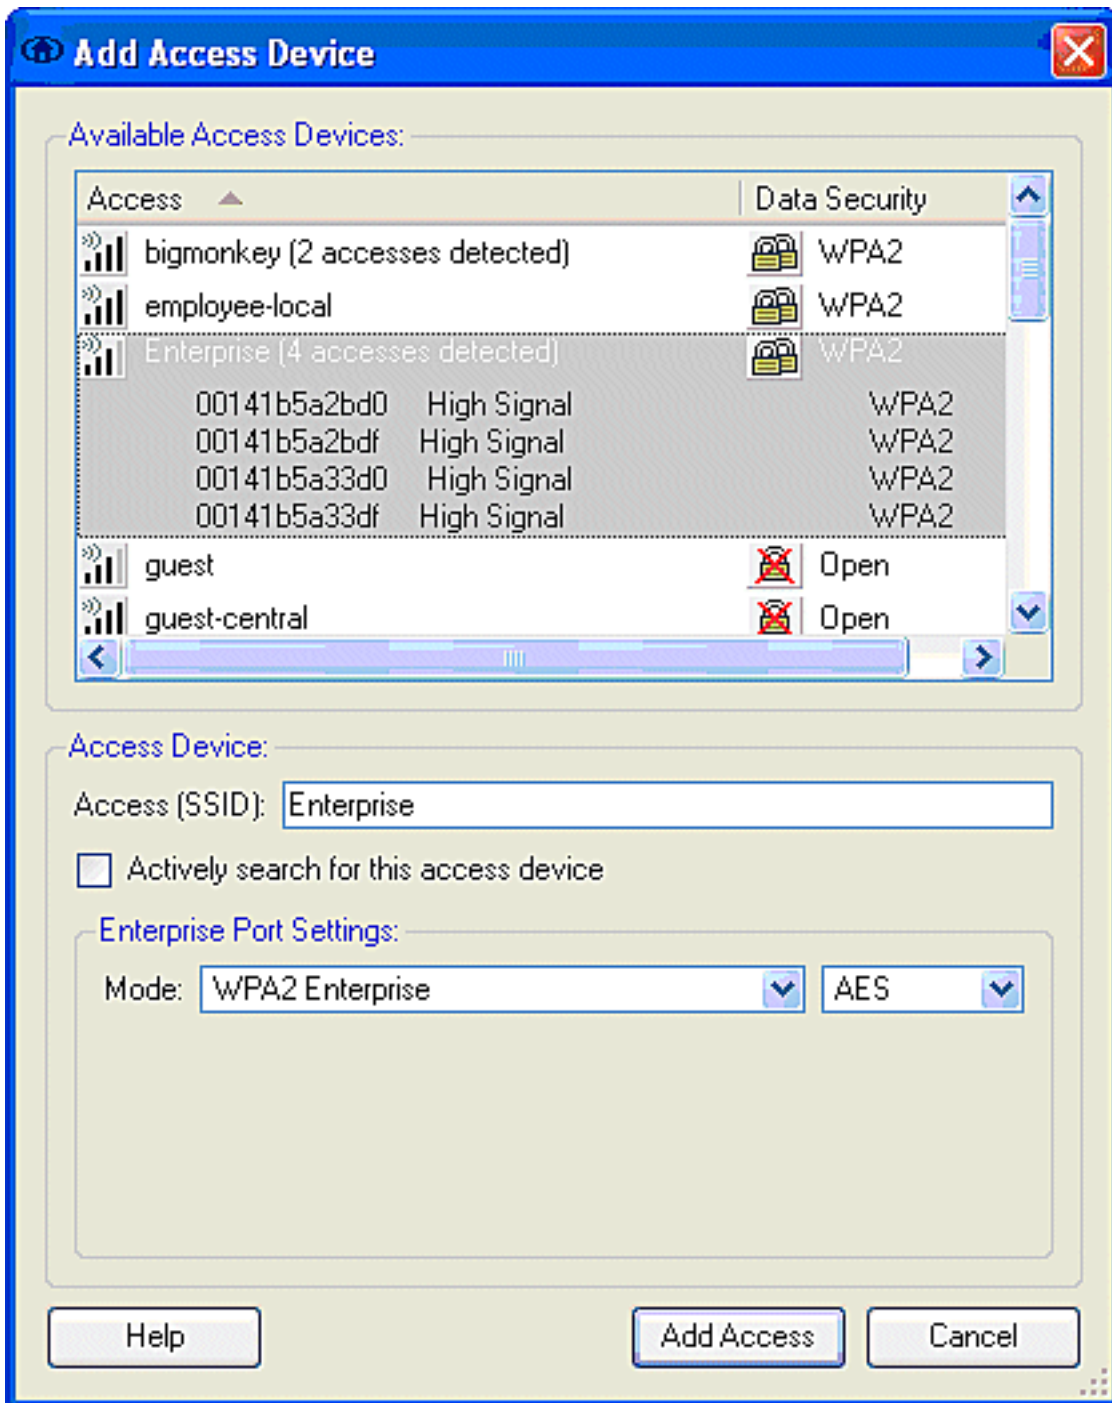 Add Access Device
Available Access Devices:
Access Data Security
bigmonkey (2 accesses detected) WPA2
employee-local WPA2
Enterprise (4 accesses detected) WPA2
00141b5a2bd0 High Signal WPA2
00141b5a2bdf High Signal WPA2
00141b5a33d0 High Signal WPA2
00141b5a33df High Signal WPA2
guest Open
guest-central Open
Access Device:
Access (SSID): Enterprise
Actively search for this access device
Enterprise Port Settings:
Mode: WPA2 Enterprise AES
Help Add Access Cancel